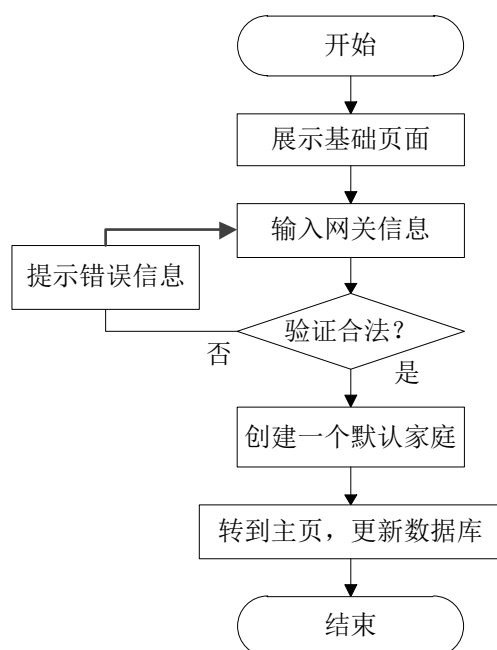 开始
展示基础页面
输入网关信息
提示错误信息
验证合法？
否
是
创建一个默认家庭
转到主页，更新数据库
结束